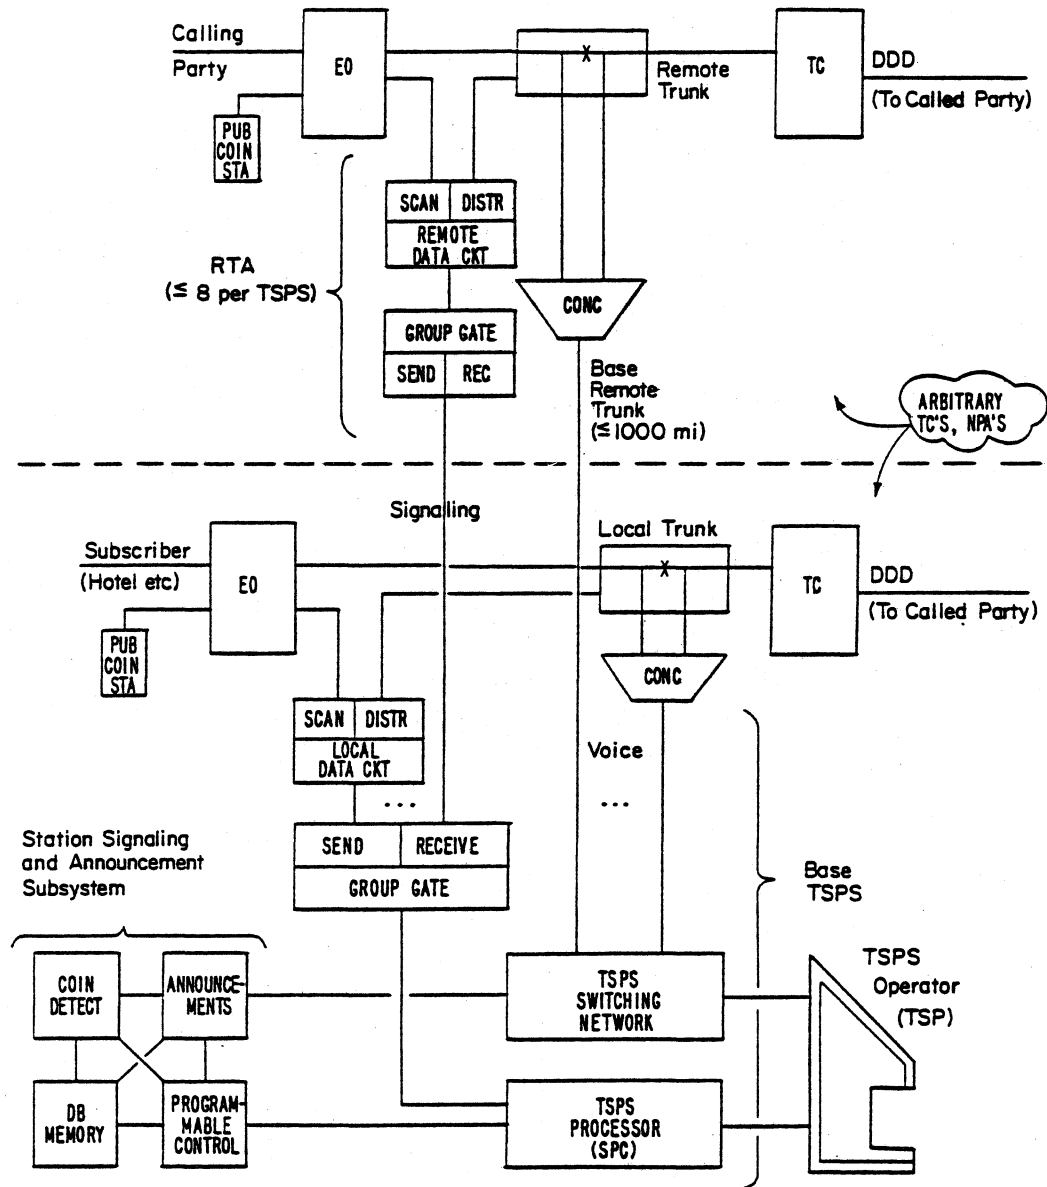 Calling
Party
EO
Remote
Trunk
TC
DDD
(To Called Party)
PUB
COIN
STA
SCAN
DISTR
REMOTE
DATA CKT
RTA
(≤ 8 per TSPS)
CONC
GROUP GATE
SEND
REC
Base
Remote
Trunk
(≤1000 mi)
ARBITRARY
TC'S, NPA'S
Signalling
Local Trunk
Subscriber
(Hotel etc)
EO
TC
DDD
(To Called Party)
PUB
COIN
STA
CONC
SCAN
DISTR
LOCAL
DATA CKT
Voice
...
...
Station Signaling
and Announcement
Subsystem
SEND
RECEIVE
GROUP GATE
Base
TSPS
COIN
DETECT
ANNOUNCE-
MENTS
TSPS
SWITCHING
NETWORK
TSPS
Operator
(TSP)
DB
MEMORY
PROGRAM-
MABLE
CONTROL
TSPS
PROCESSOR
(SPC)